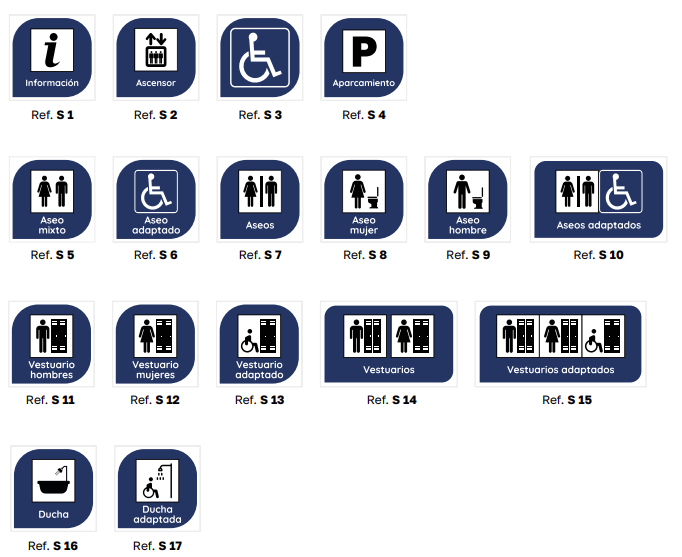 Información
Ascensor
P
Aparcamiento
Ref. S 1
Ref. S 2
Ref. S 3
Ref. S 4
Aseo
mixto
Aseo
adaptado
Aseos
Aseo
mujer
Aseo
hombre
Aseos adaptados
Ref. S 5
Ref. S 6
Ref. S 7
Ref. S 8
Ref. S 9
Ref. S 10
Vestuario
hombres
Vestuario
mujeres
Vestuario
adaptado
Vestuarios
Vestuarios adaptados
Ref. S 11
Ref. S 12
Ref. S 13
Ref. S 14
Ref. S 15
Ducha
Ducha
adaptada
Ref. S 16
Ref. S 17